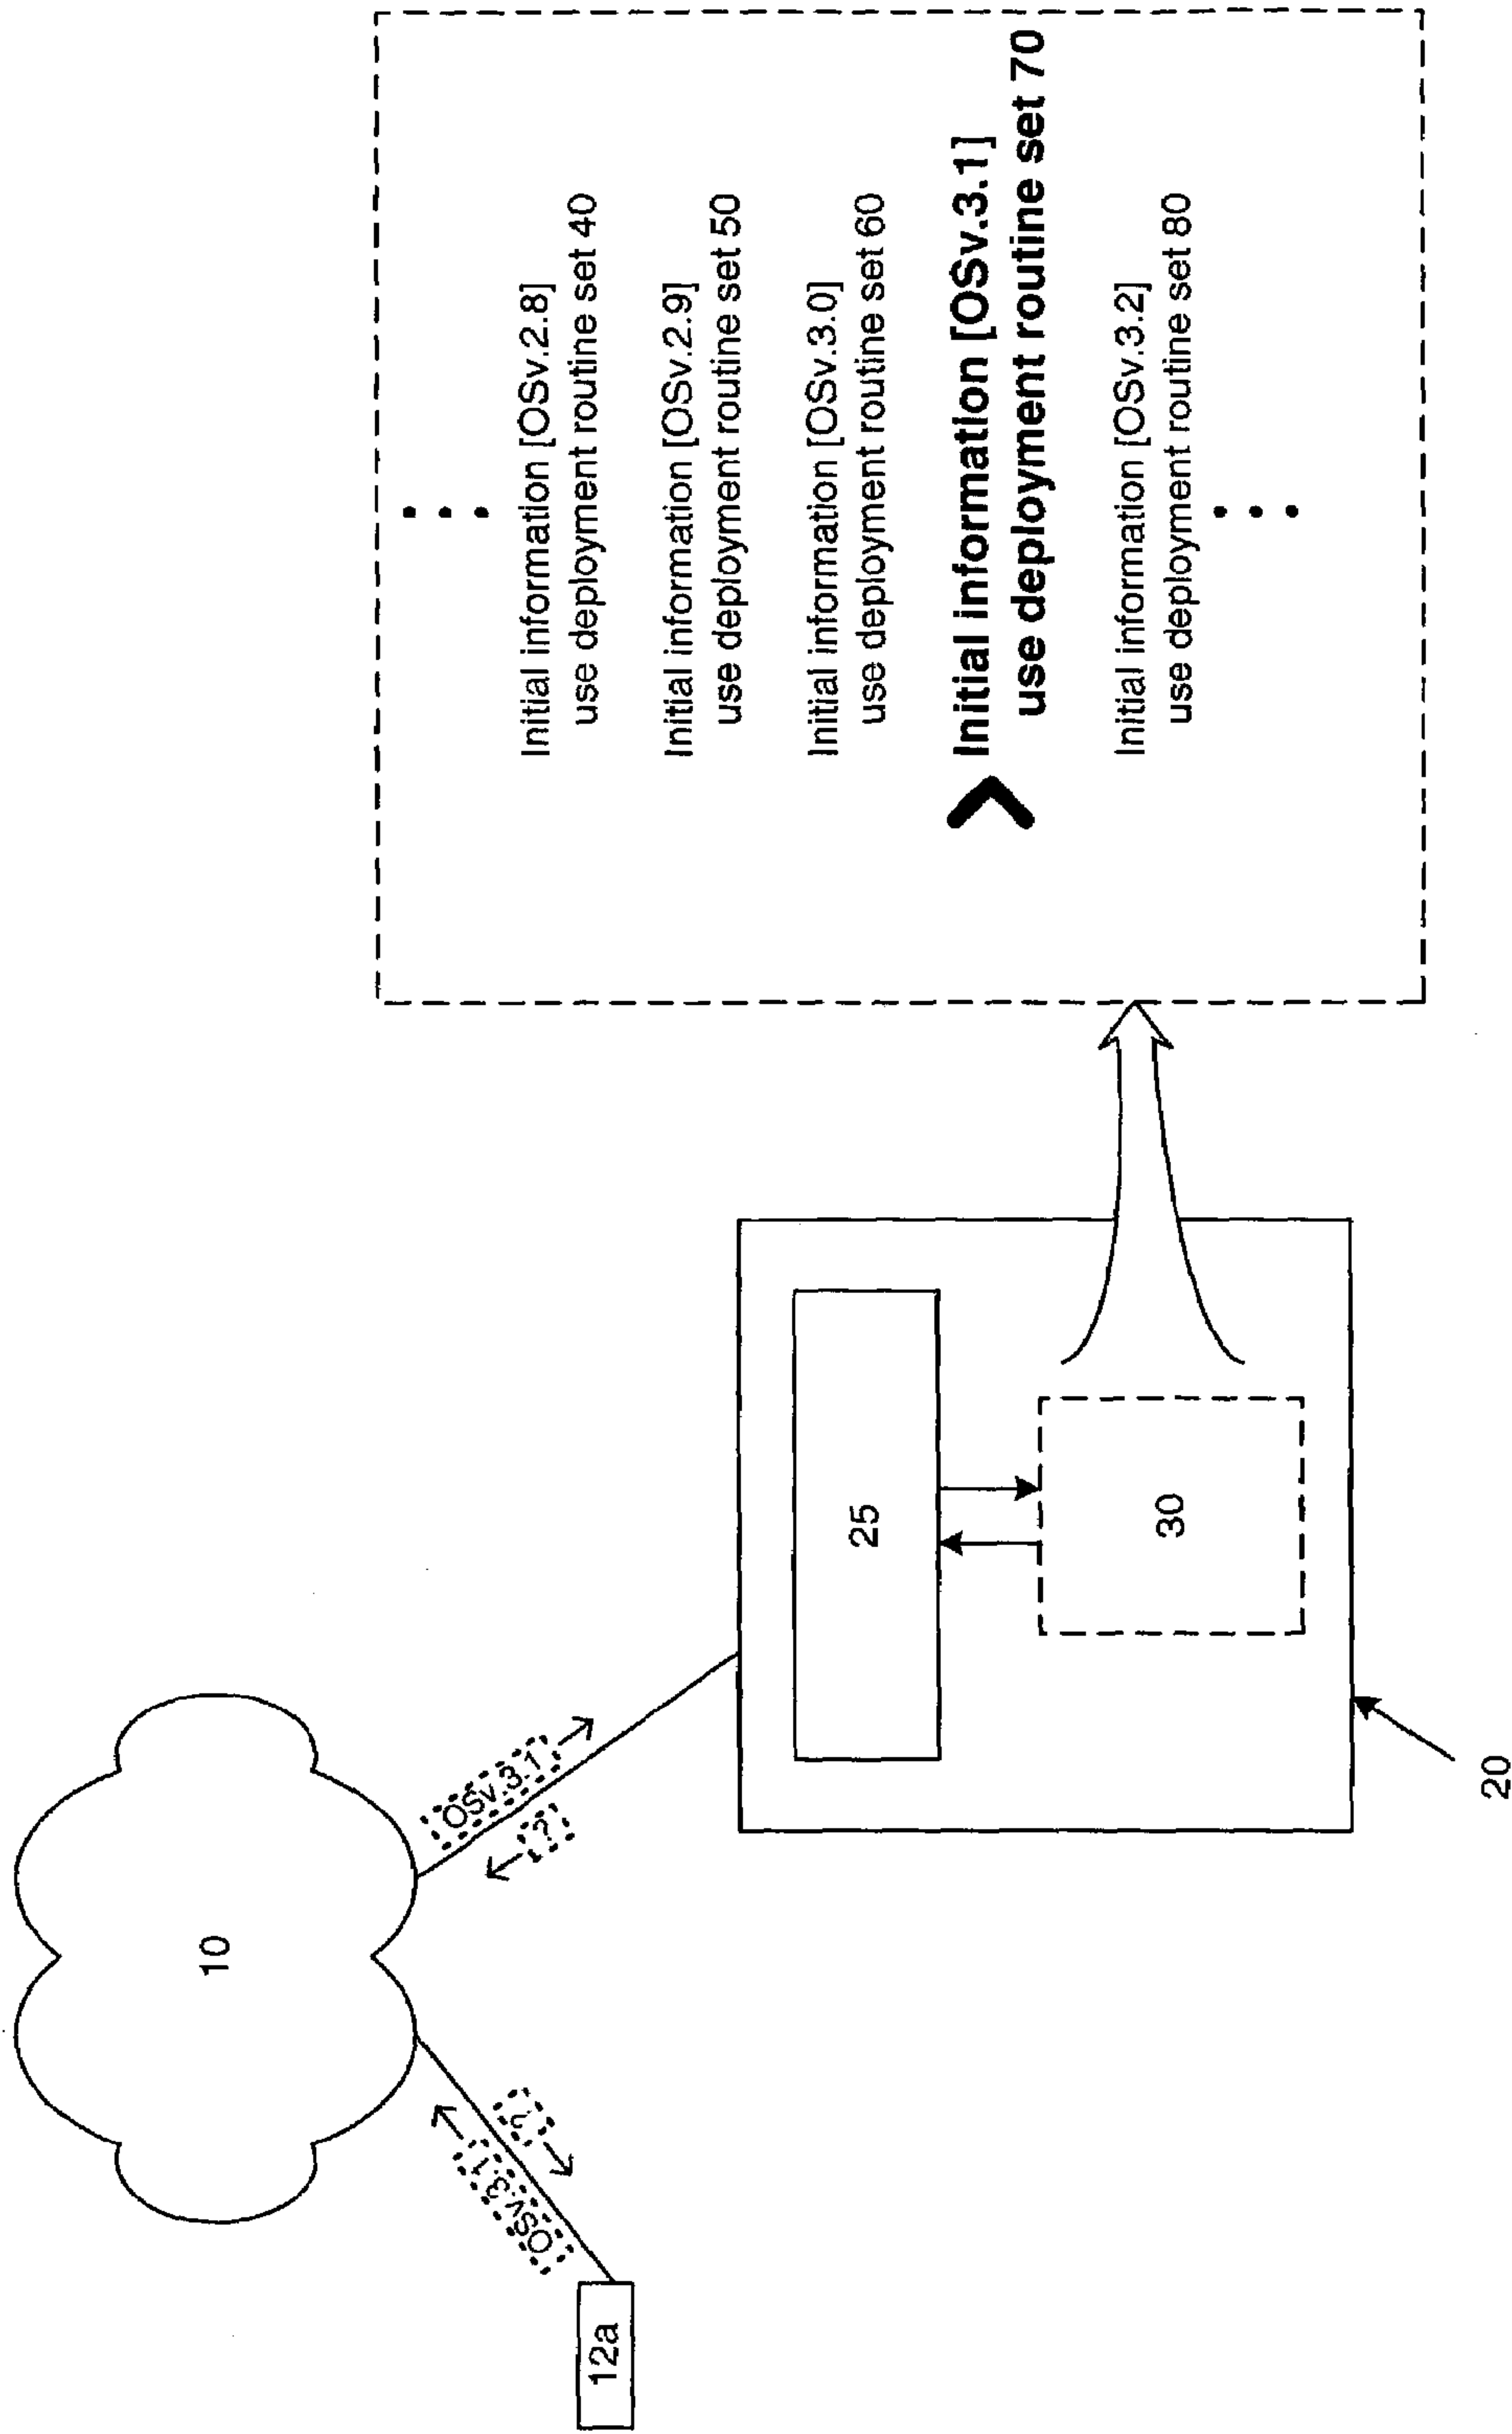 10
12a
OSv.3.1
?
OSv.3.1
?
25
30
20
Initial information [OSv.2.8]
use deployment routine set 40
Initial information [OSv.2.9]
use deployment routine set 50
Initial information [OSv.3.0]
use deployment routine set 60
Initial information [OSv.3.1]
use deployment routine set 70
Initial information [OSv.3.2]
use deployment routine set 80